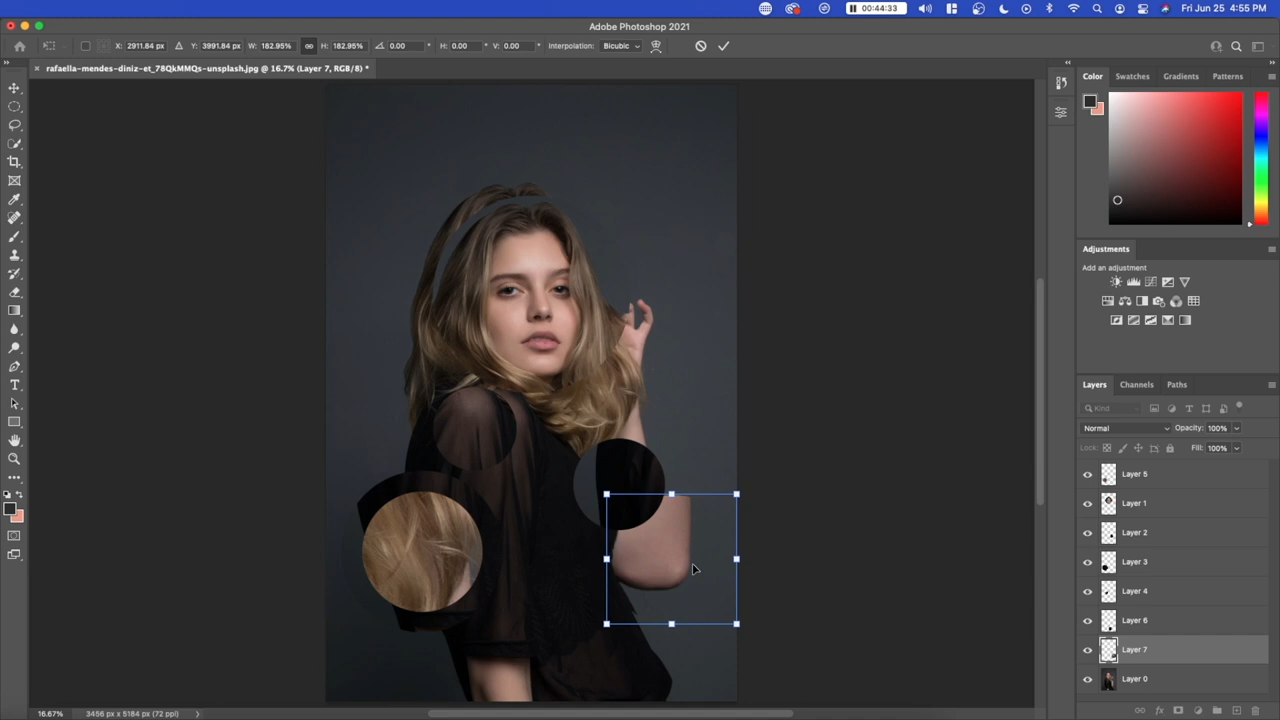 00:44:33
Fri Jun 25 4:55 PM
Adobe Photoshop 2021
X: 2911.84 px Y: 3991.84 px W: 182.95% H: 182.95% 0.00 ° H: 0.00 ° V: 0.00 ° Interpolation: Bicubic
× rafaella-mendes-diniz-et_78QkMMQs-unsplash.jpg @ 16.7% (Layer 7, RGB/8) *
Color Swatches Gradients Patterns
Adjustments
Add an adjustment
Layers Channels Paths
Kind
Normal Opacity: 100%
Lock: Fill: 100%
Layer 5
Layer 1
Layer 2
Layer 3
Layer 4
Layer 6
Layer 7
Layer 0
16.67% 3456 px x 5184 px (72 ppi)